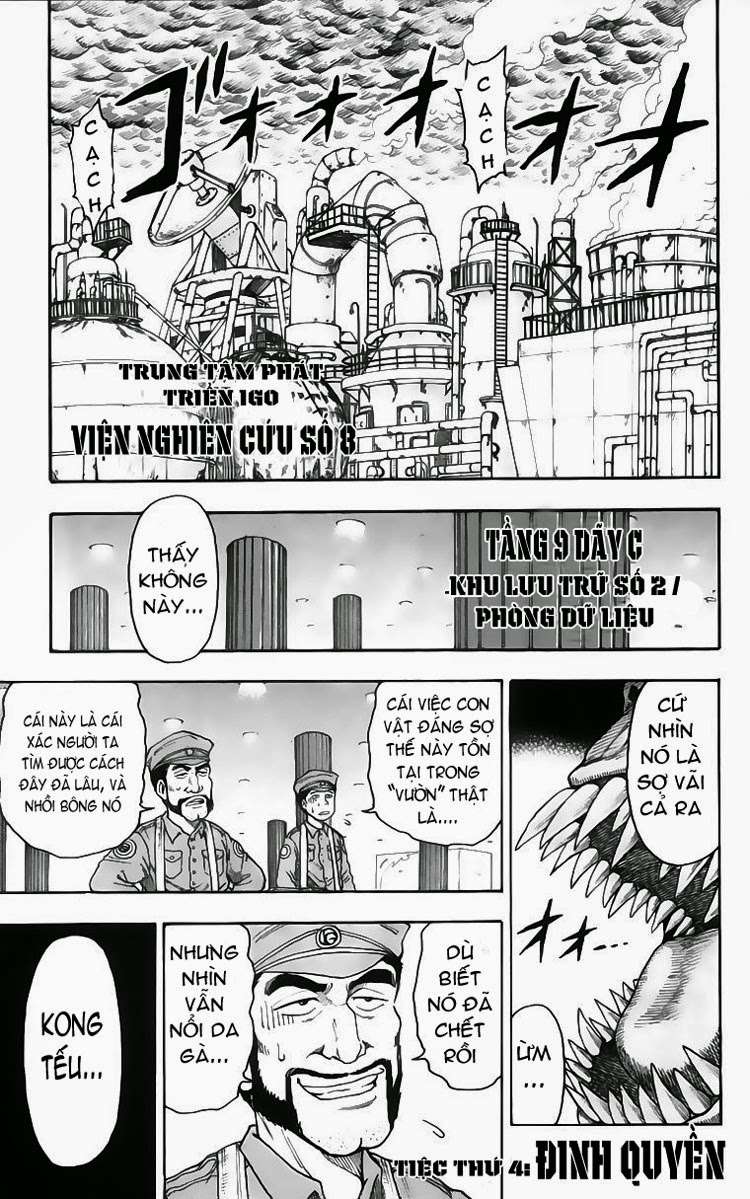 ゴオオオオオ
CẠCH
CẠCH
TRUNG TÂM PHÁT
TRIỂN IGO
VIỆN NGHIÊN CỨU SỐ 8
TẦNG 9 DÃY C
KHU LƯU TRỮ SỐ 2 /
PHÒNG DỮ LIỆU
THẤY
KHÔNG
NÀY...
CỨ
NHÌN
NÓ LÀ
SỢ VÃI
CẢ RA
オオ...
ỪM
...
CÁI VIỆC CON
VẬT ĐÁNG SỢ
THẾ NÀY TỒN
TẠI TRONG
“VƯỜN” THẬT
LÀ....
CÁI NÀY LÀ CÁI
XÁC NGƯỜI TA
TÌM ĐƯỢC CÁCH
ĐÂY ĐÃ LÂU, VÀ
NHỒI BÔNG NÓ
DÙ
BIẾT
NÓ ĐÃ
CHẾT
RỒI
NHƯNG
NHÌN
VẪN
NỔI DA
GÀ...
KONG
TẾU...
TIỆC THỨ 4: ĐINH QUYỀN